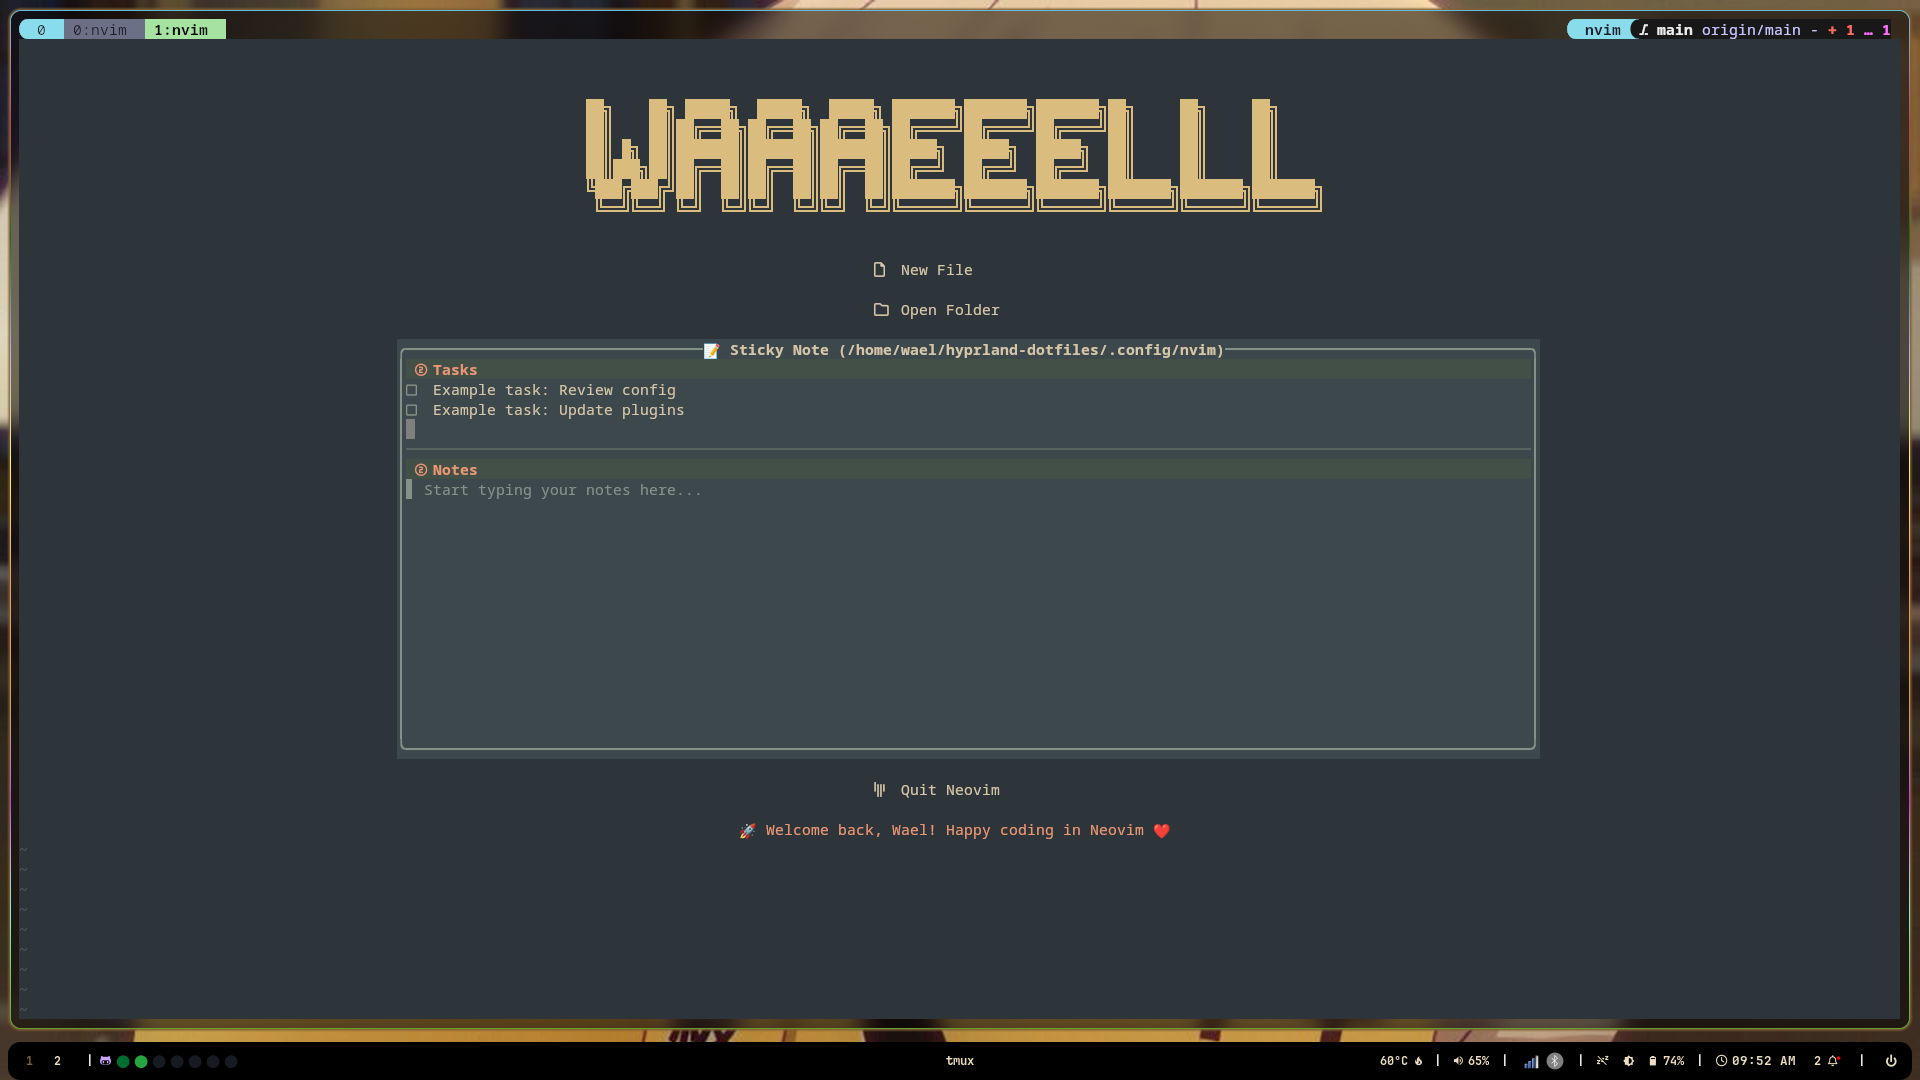 0 0:nvim 1:nvim
nvim main origin/main - + 1 … 1
WAAAEEELLL
New File
Open Folder
📝 Sticky Note (/home/wael/hyprland-dotfiles/.config/nvim)
② Tasks
Example task: Review config
Example task: Update plugins
② Notes
Start typing your notes here...
Quit Neovim
🚀 Welcome back, Wael! Happy coding in Neovim ❤️
~
~
~
~
~
~
~
~
~
1 2 | tmux 60°C | 65% | | 74% | 09:52 AM 2 |